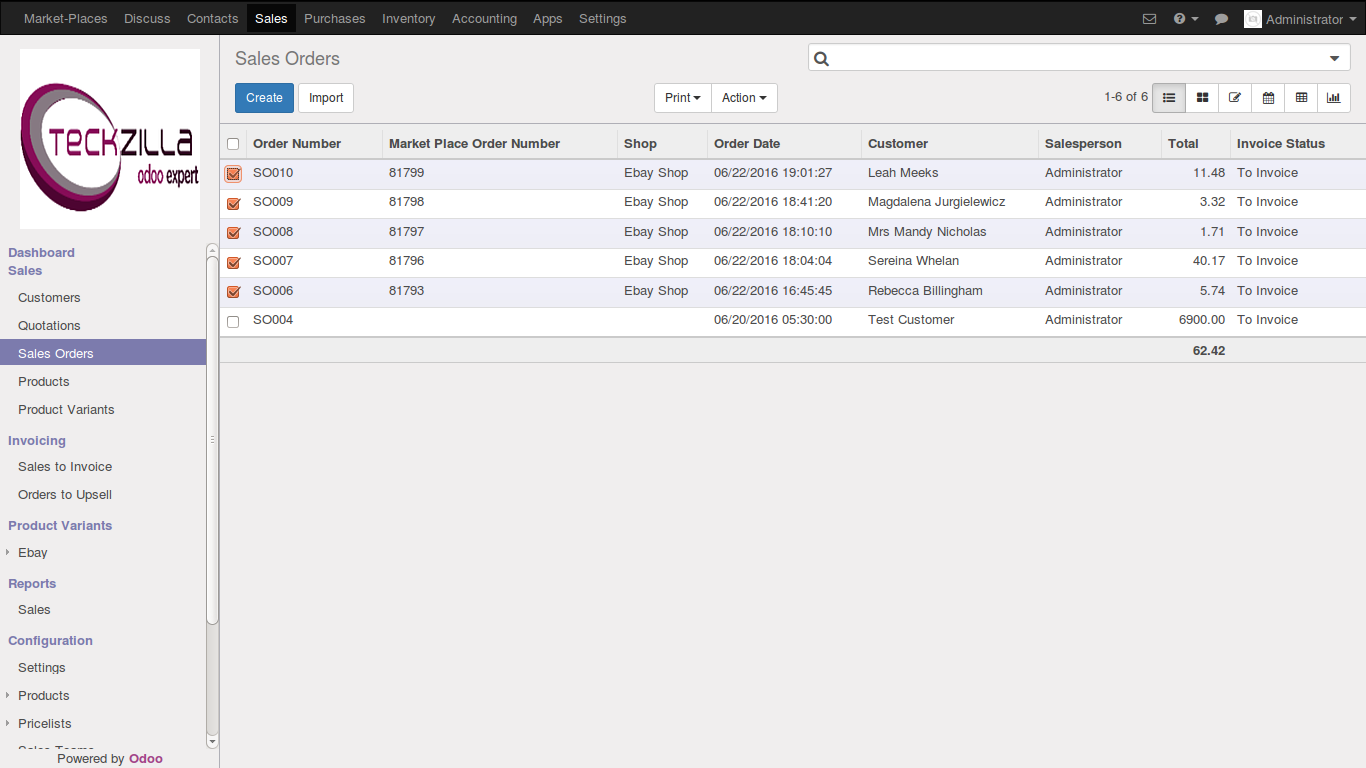 Market-Places Discuss Contacts Sales Purchases Inventory Accounting Apps Settings Administrator
TECKZILLA
odoo expert
Dashboard
Sales
Customers
Quotations
Sales Orders
Products
Product Variants
Invoicing
Sales to Invoice
Orders to Upsell
Product Variants
Ebay
Reports
Sales
Configuration
Settings
Products
Pricelists
Sales Teams
Powered by Odoo
Sales Orders
Create Import Print Action 1-6 of 6
Order Number Market Place Order Number Shop Order Date Customer Salesperson Total Invoice Status
SO010 81799 Ebay Shop 06/22/2016 19:01:27 Leah Meeks Administrator 11.48 To Invoice
SO009 81798 Ebay Shop 06/22/2016 18:41:20 Magdalena Jurgielewicz Administrator 3.32 To Invoice
SO008 81797 Ebay Shop 06/22/2016 18:10:10 Mrs Mandy Nicholas Administrator 1.71 To Invoice
SO007 81796 Ebay Shop 06/22/2016 18:04:04 Sereina Whelan Administrator 40.17 To Invoice
SO006 81793 Ebay Shop 06/22/2016 16:45:45 Rebecca Billingham Administrator 5.74 To Invoice
SO004 06/20/2016 05:30:00 Test Customer Administrator 6900.00 To Invoice
62.42